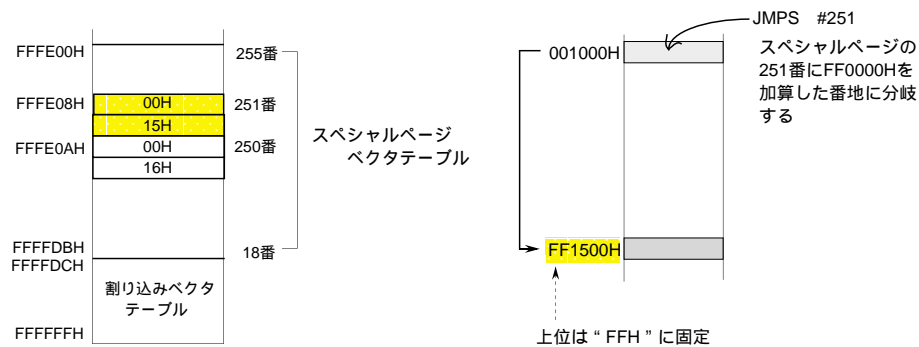 FFFE00H
255番
FFFE08H
00H
251番
15H
FFFE0AH
00H
250番
16H
スペシャルページ
ベクタテーブル
FFFFDBH
18番
FFFFDCH
割り込みベクタ
テーブル
FFFFFFH
JMPS #251
001000H
スペシャルページの
251番にFF0000Hを
加算した番地に分岐
する
FF1500H
上位は “ FFH ” に固定